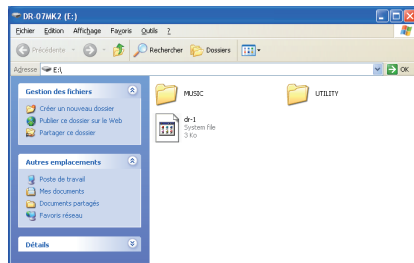 DR-07MK2 (E:)
Fichier Edition Affichage Favoris Outils ?
Précédente Rechercher Dossiers
Adresse E:\ OK
Gestion des fichiers
Créer un nouveau dossier
Publier ce dossier sur le Web
Partager ce dossier
Autres emplacements
Poste de travail
Mes documents
Documents partagés
Favoris réseau
Détails
MUSIC UTILITY
dr-1
System file
3 Ko